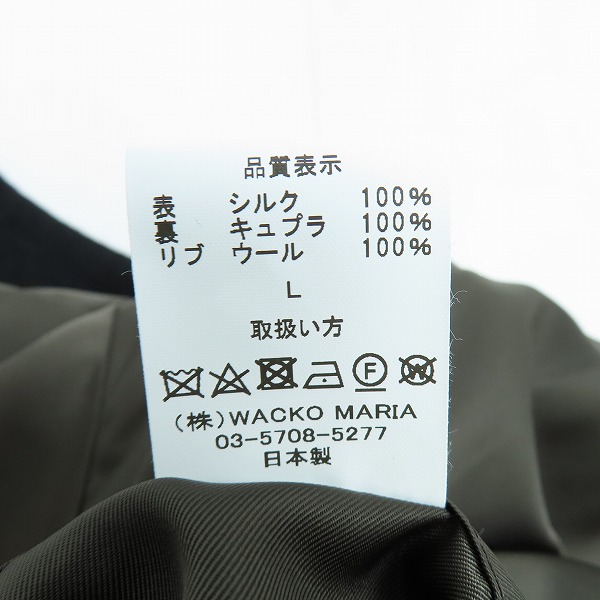 品質表示
表 シルク 100%
裏 キュプラ 100%
リブ ウール 100%
L
取扱い方
F W
(株)WACKO MARIA
03-5708-5277
日本製